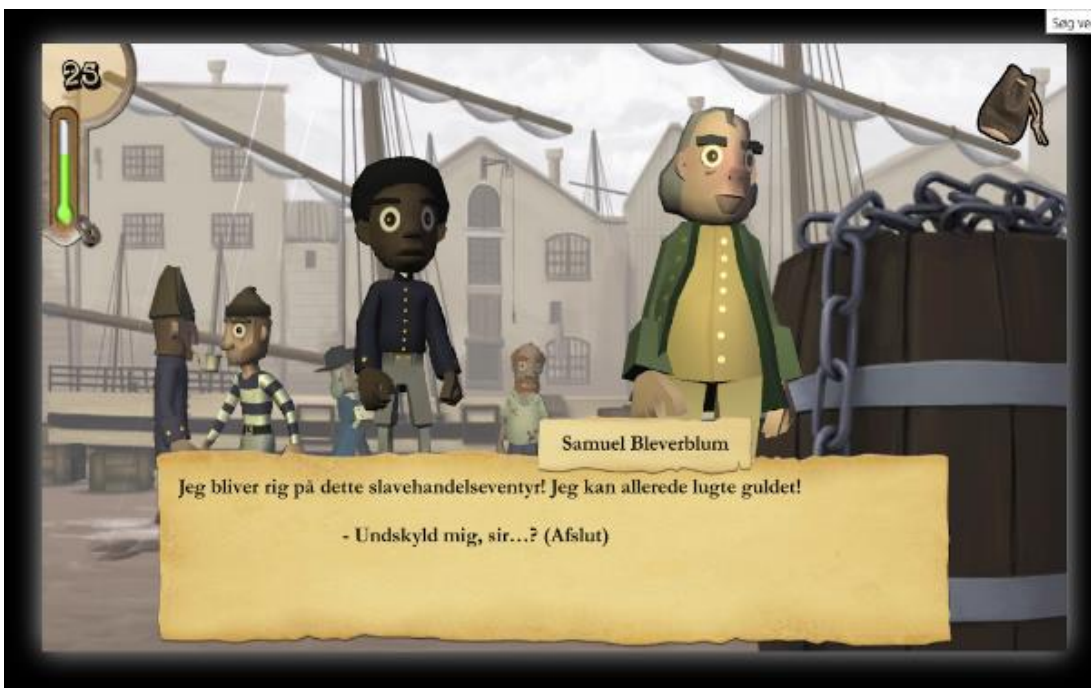 Søg ve
25
Samuel Bleverblum
Jeg bliver rig på dette slavehandelseventyr! Jeg kan allerede lugte guldet!
- Undskyld mig, sir...? (Afslut)